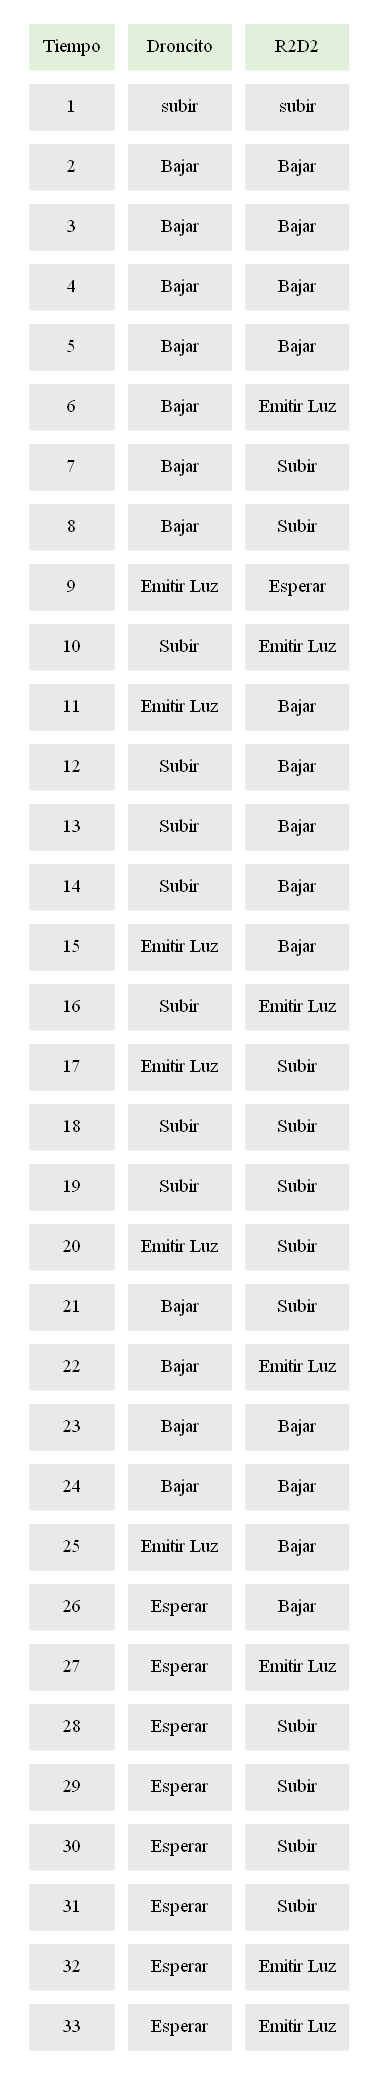 Tiempo Droncito R2D2
1 subir subir
2 Bajar Bajar
3 Bajar Bajar
4 Bajar Bajar
5 Bajar Bajar
6 Bajar Emitir Luz
7 Bajar Subir
8 Bajar Subir
9 Emitir Luz Esperar
10 Subir Emitir Luz
11 Emitir Luz Bajar
12 Subir Bajar
13 Subir Bajar
14 Subir Bajar
15 Emitir Luz Bajar
16 Subir Emitir Luz
17 Emitir Luz Subir
18 Subir Subir
19 Subir Subir
20 Emitir Luz Subir
21 Bajar Subir
22 Bajar Emitir Luz
23 Bajar Bajar
24 Bajar Bajar
25 Emitir Luz Bajar
26 Esperar Bajar
27 Esperar Emitir Luz
28 Esperar Subir
29 Esperar Subir
30 Esperar Subir
31 Esperar Subir
32 Esperar Emitir Luz
33 Esperar Emitir Luz